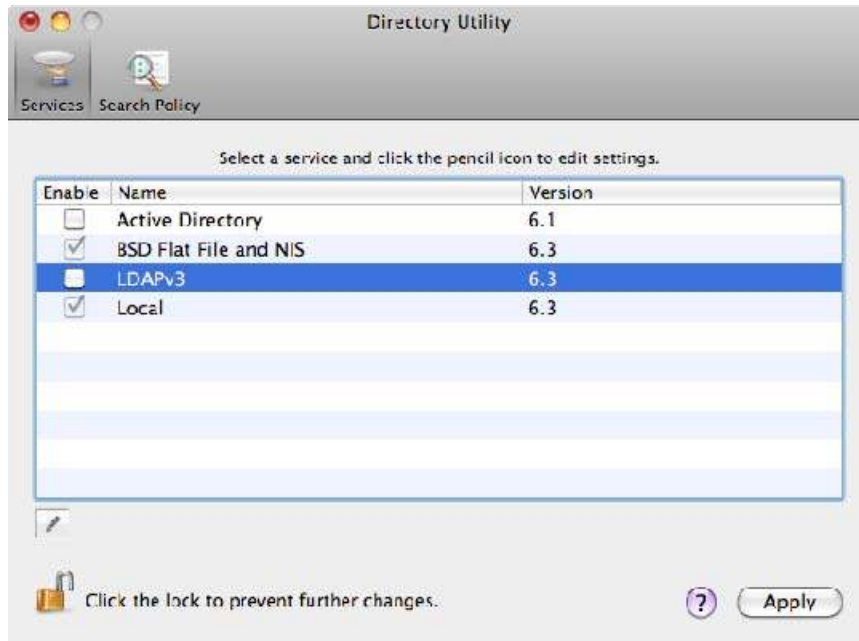 Directory Utility
Services Search Policy
Select a service and click the pencil icon to edit settings.
Enable Name Version
Active Directory 6.1
BSD Flat File and NIS 6.3
LDAPv3 6.3
Local 6.3
Click the lock to prevent further changes.
? Apply